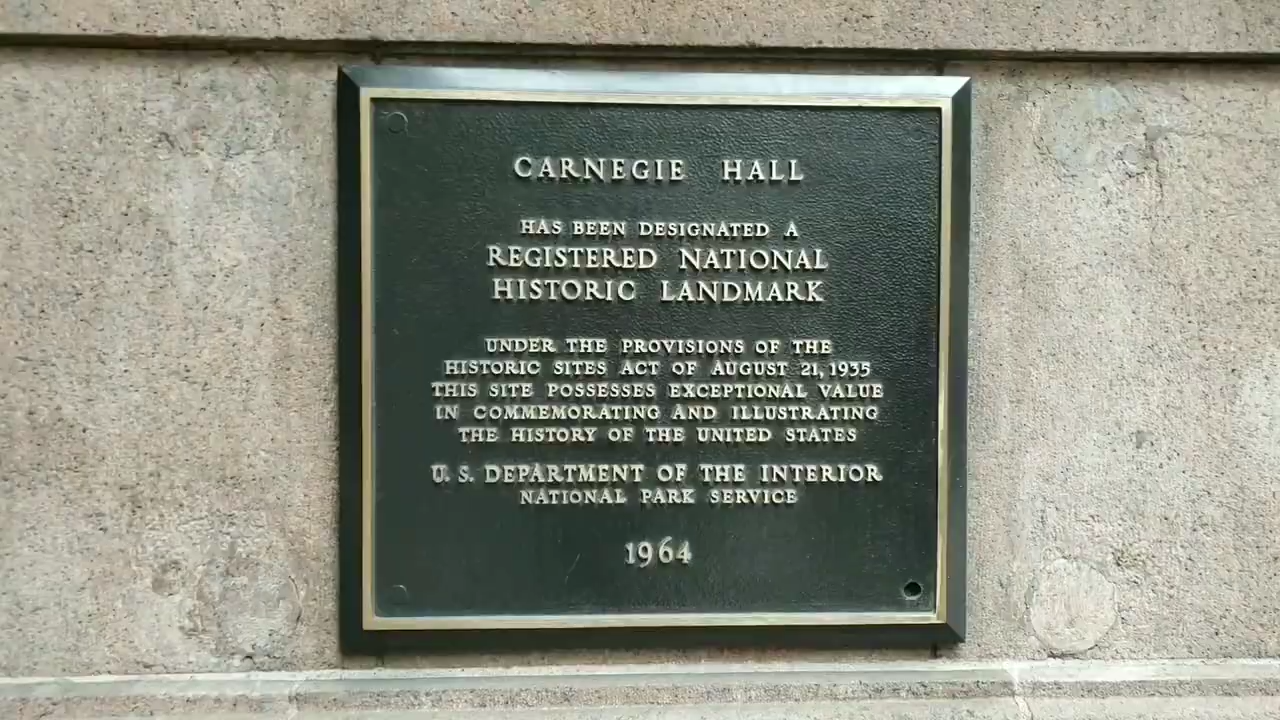 CARNEGIE HALL
HAS BEEN DESIGNATED A
REGISTERED NATIONAL
HISTORIC LANDMARK
UNDER THE PROVISIONS OF THE
HISTORIC SITES ACT OF AUGUST 21, 1935
THIS SITE POSSESSES EXCEPTIONAL VALUE
IN COMMEMORATING AND ILLUSTRATING
THE HISTORY OF THE UNITED STATES
U. S. DEPARTMENT OF THE INTERIOR
NATIONAL PARK SERVICE
1964